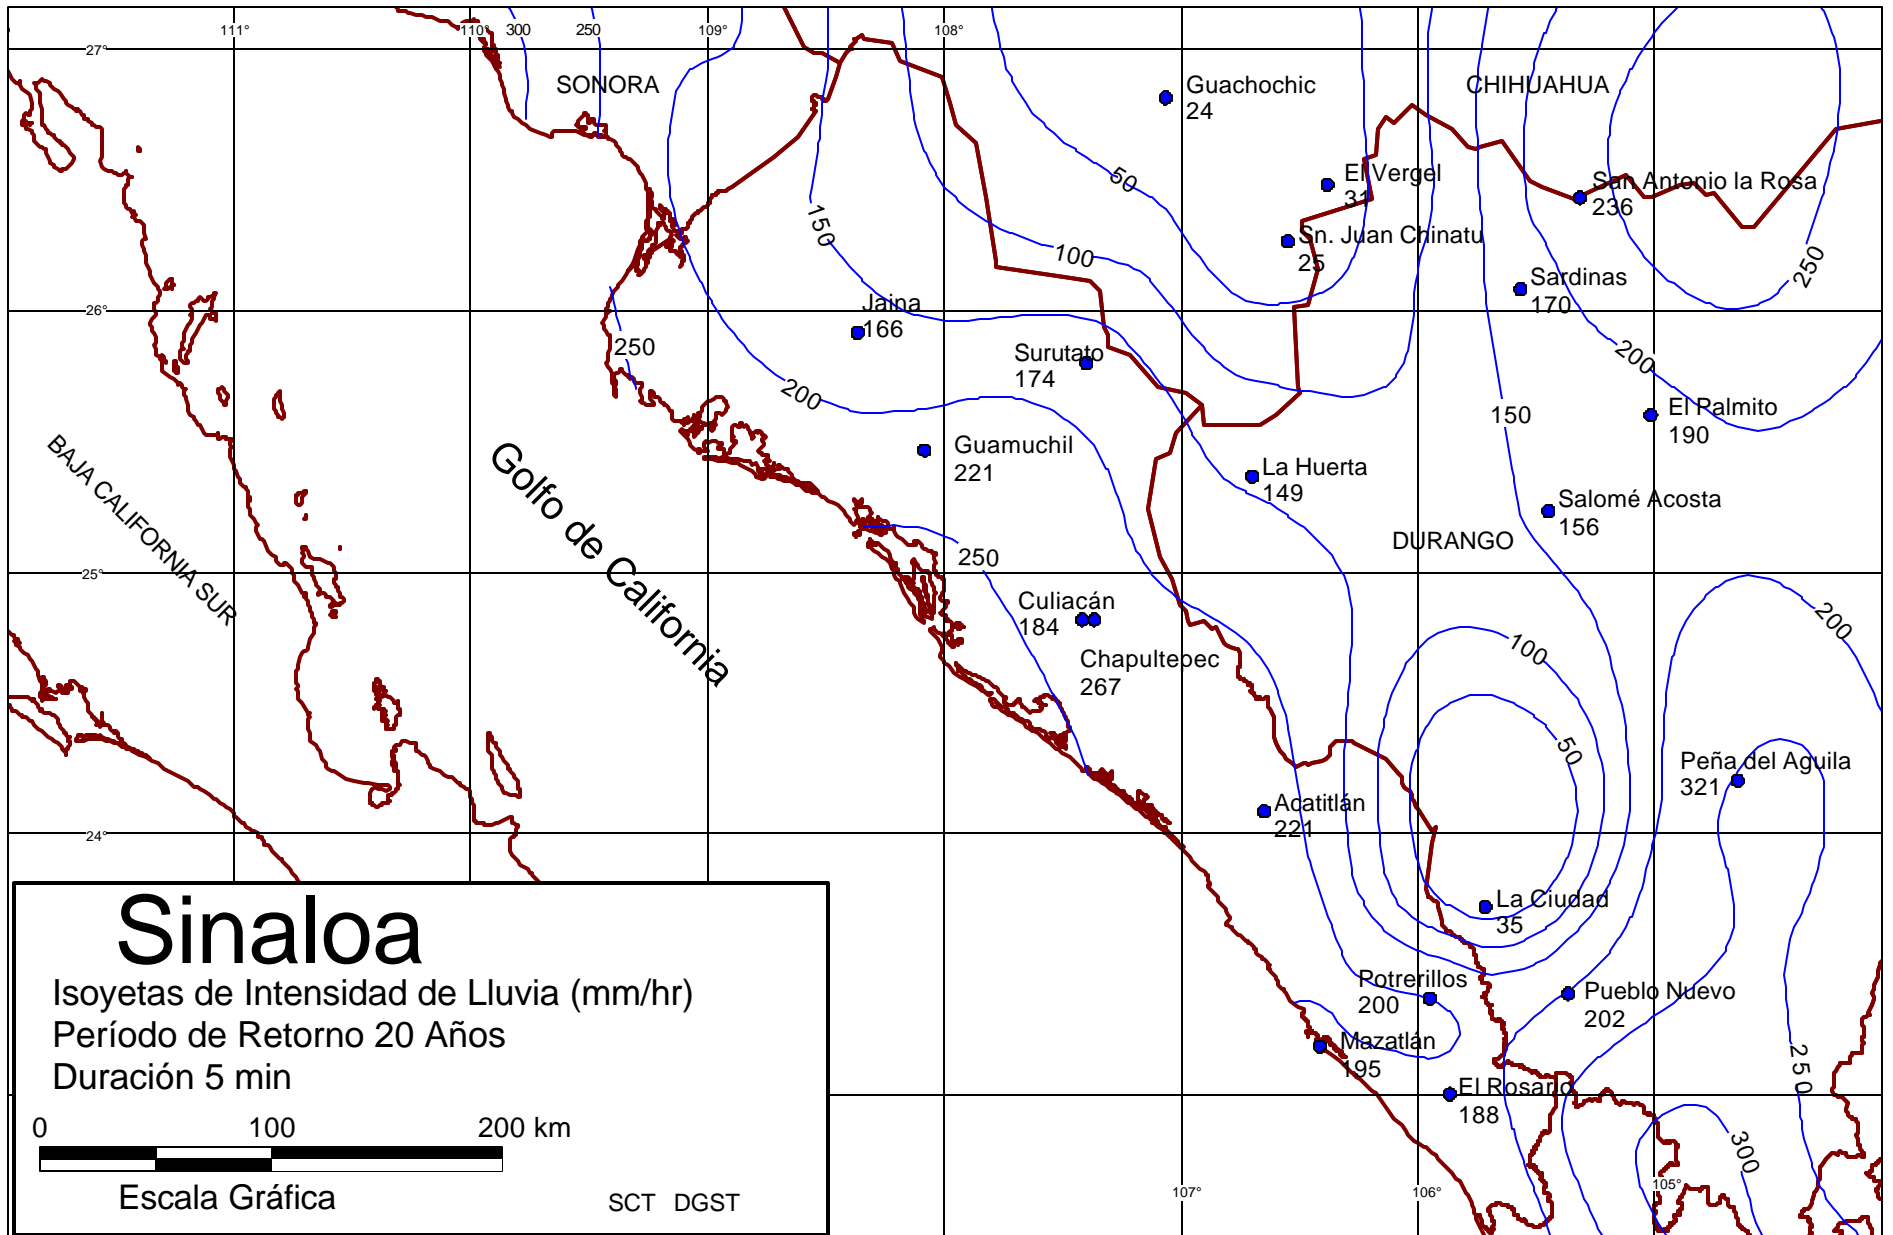 111°
110°
300
250
109°
108°
27°
SONORA
Guachochic
24
CHIHUAHUA
50
El Vergel
31
San Antonio la Rosa
236
150
Sn. Juan Chinatu
25
100
250
Sardinas
170
26°
Jaina
166
250
Surutato
174
200
200
150
El Palmito
190
BAJA CALIFORNIA SUR
Golfo de California
Guamuchil
221
La Huerta
149
Salomé Acosta
156
DURANGO
250
25°
Culiacán
184
Chapultepec
267
100
200
50
Peña del Aguila
321
Acatitlán
221
24°
La Ciudad
35
Potrerillos
200
Pueblo Nuevo
202
Mazatlán
195
250
El Rosario
188
300
107°
106°
105°
Sinaloa
Isoyetas de Intensidad de Lluvia (mm/hr)
Período de Retorno 20 Años
Duración 5 min
0 100 200 km
Escala Gráfica
SCT DGST